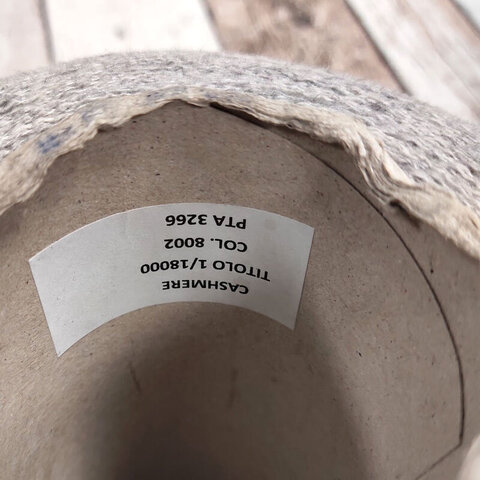 CASHMERE
TITOLO 1/18000
COL. 8002
PTA 3266